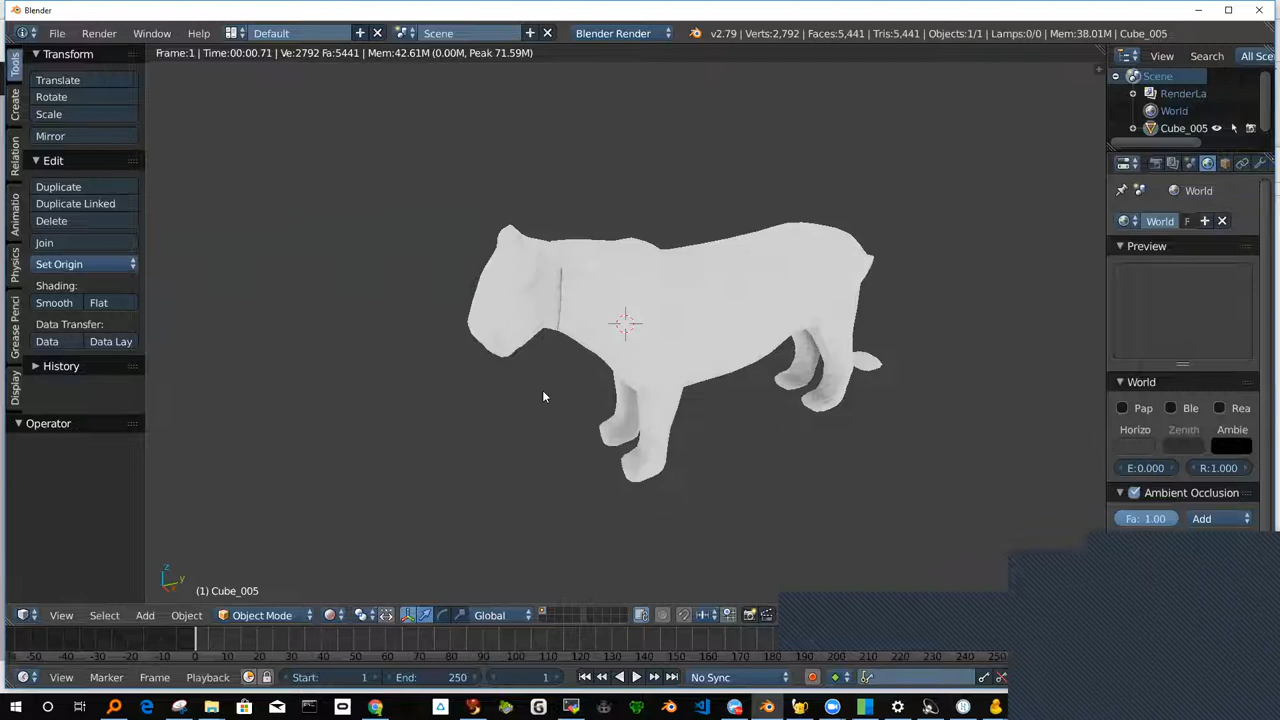 Blender
File Render Window Help Default Scene Blender Render v2.79 | Verts:2,792 | Faces:5,441 | Tris:5,441 | Objects:1/1 | Lamps:0/0 | Mem:38.01M | Cube_005
Frame:1 | Time:00:00.71 | Ve:2792 Fa:5441 | Mem:42.61M (0.00M, Peak 71.59M)
View Search All Sce
Scene
RenderLa
World
Cube_005
Tools
Create
Relation
Animatio
Physics
Grease Penci
Display
Transform
Translate
Rotate
Scale
Mirror
Edit
Duplicate
Duplicate Linked
Delete
Join
Set Origin
Shading:
Smooth Flat
Data Transfer:
Data Data Lay
History
Operator
World
World F
Preview
World
Pap Ble Rea
Horizo Zenith Ambie
E:0.000 R:1.000
Ambient Occlusion
Fa: 1.00 Add
z
y
(1) Cube_005
View Select Add Object Object Mode Global
-50 -40 -30 -20 -10 0 10 20 30 40 50 60 70 80 90 100 110 120 130 140 150 160 170 180 190 200 210 220 230 240 250
View Marker Frame Playback Start: 1 End: 250 1 No Sync